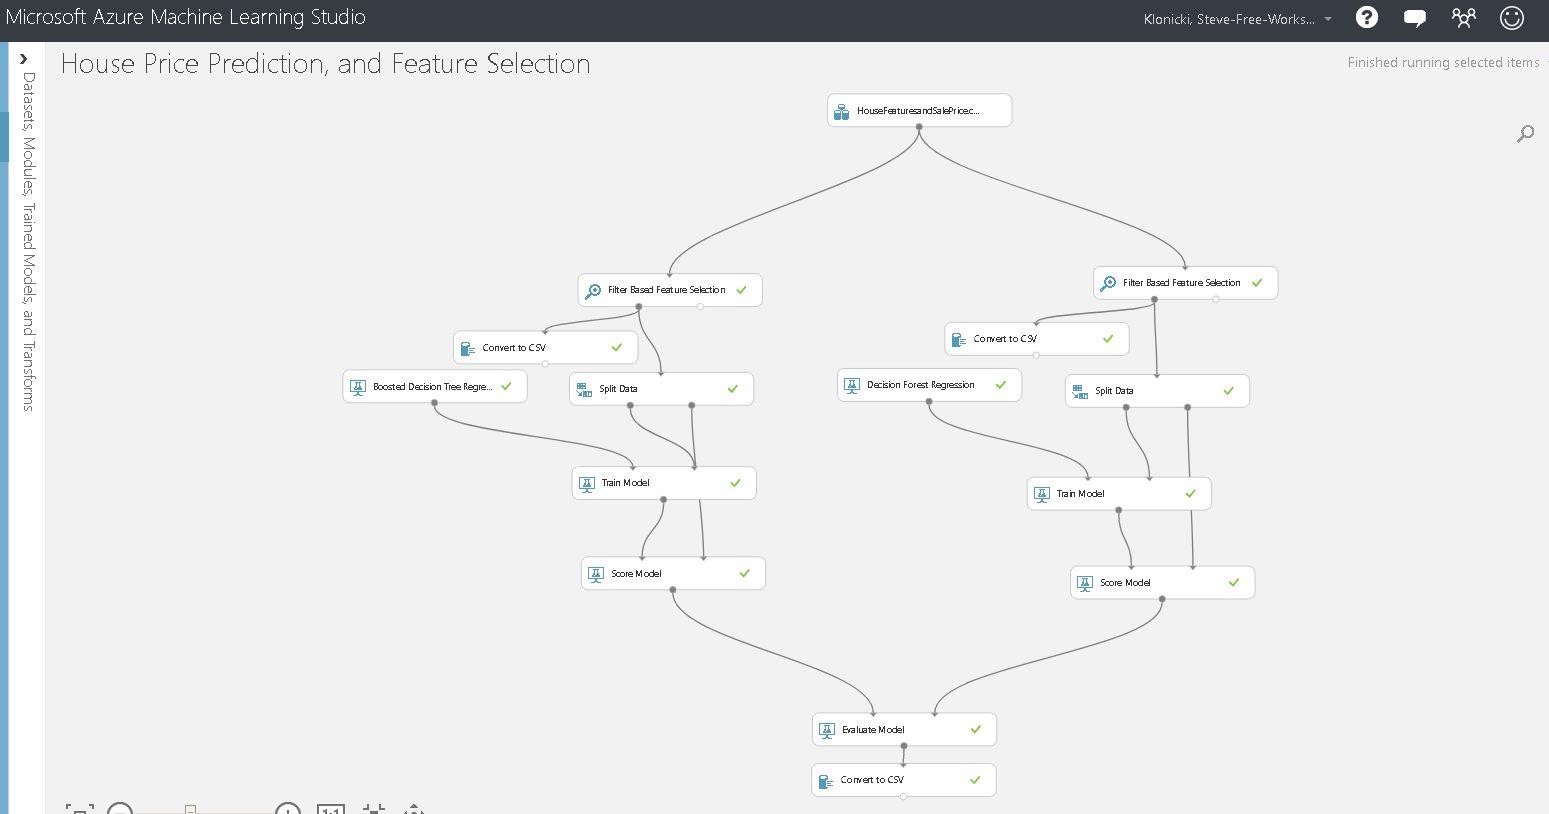 Microsoft Azure Machine Learning Studio
Klonicki, Steve-Free-Works...
House Price Prediction, and Feature Selection
Finished running selected items
Datasets, Modules, Trained Models, and Transforms
HouseFeaturesandSalePrice.c...
Filter Based Feature Selection
Filter Based Feature Selection
Convert to CSV
Convert to CSV
Boosted Decision Tree Regre...
Split Data
Decision Forest Regression
Split Data
Train Model
Train Model
Score Model
Score Model
Evaluate Model
Convert to CSV
1:1